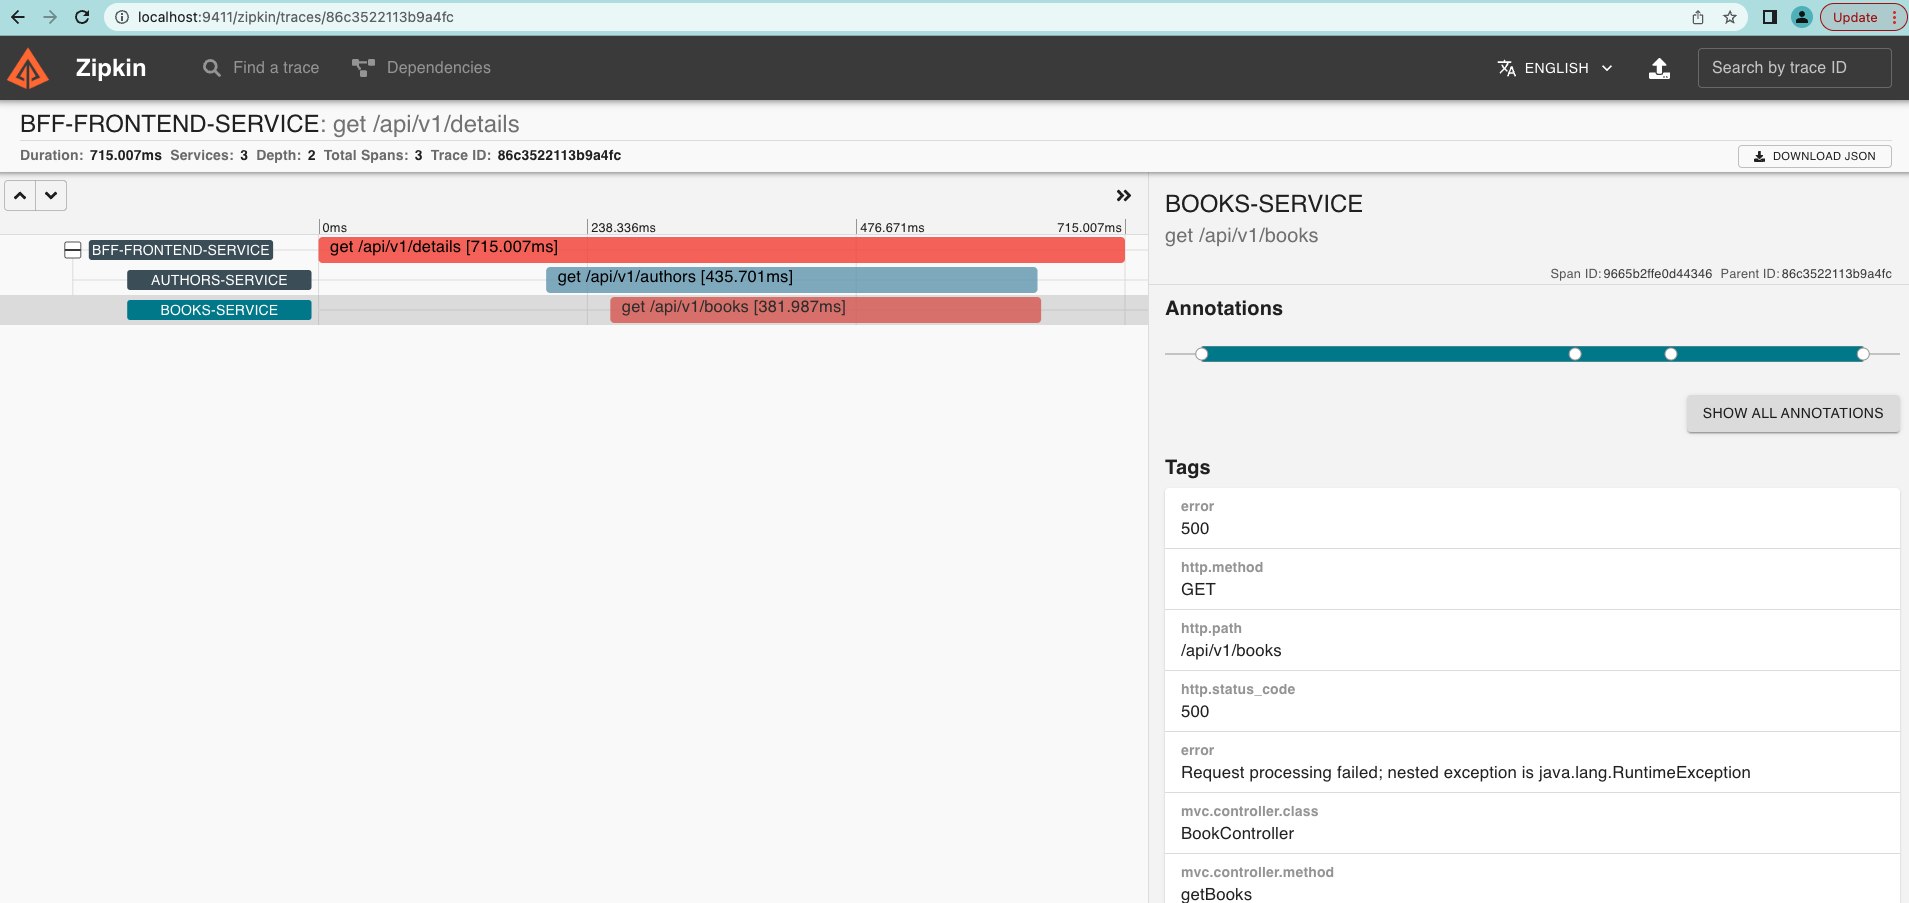 localhost:9411/zipkin/traces/86c3522113b9a4fc
Update
Zipkin
Find a trace
Dependencies
ENGLISH
Search by trace ID
BFF-FRONTEND-SERVICE: get /api/v1/details
Duration: 715.007ms Services: 3 Depth: 2 Total Spans: 3 Trace ID: 86c3522113b9a4fc
DOWNLOAD JSON
0ms 238.336ms 476.671ms 715.007ms
BFF-FRONTEND-SERVICE get /api/v1/details [715.007ms]
AUTHORS-SERVICE get /api/v1/authors [435.701ms]
BOOKS-SERVICE get /api/v1/books [381.987ms]
BOOKS-SERVICE
get /api/v1/books
Span ID: 9665b2ffe0d44346 Parent ID: 86c3522113b9a4fc
Annotations
SHOW ALL ANNOTATIONS
Tags
error
500
http.method
GET
http.path
/api/v1/books
http.status_code
500
error
Request processing failed; nested exception is java.lang.RuntimeException
mvc.controller.class
BookController
mvc.controller.method
getBooks